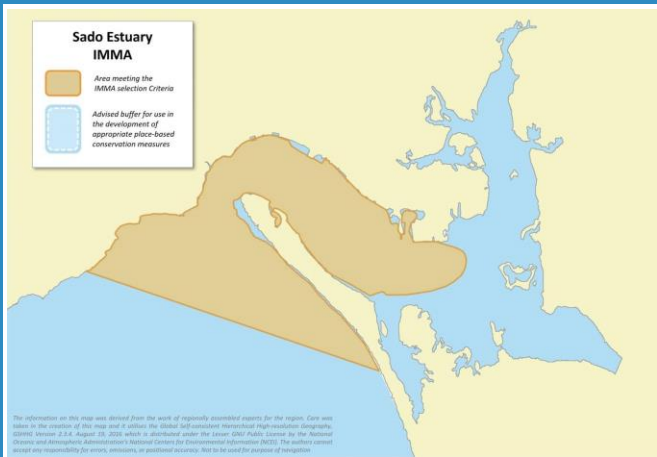 Sado Estuary
IMMA
Area meeting the
IMMA selection Criteria
Advised buffer for use in
the development of
appropriate place-based
conservation measures
The information on this map was derived from the work of regionally assembled experts for the region. Care was
taken in the creation of this map and it utilises the Global Self-consistent Hierarchical High-resolution Geography,
GSHHG Version 2.3.6 August 19, 2016 which is distributed under the Lesser GNU Public License by the National
Oceanic and Atmospheric Administration's National Centers for Environmental Information (NCEI). The authors cannot
accept any responsibility for errors, omissions, or positional accuracy. Not to be used for purpose of navigation.